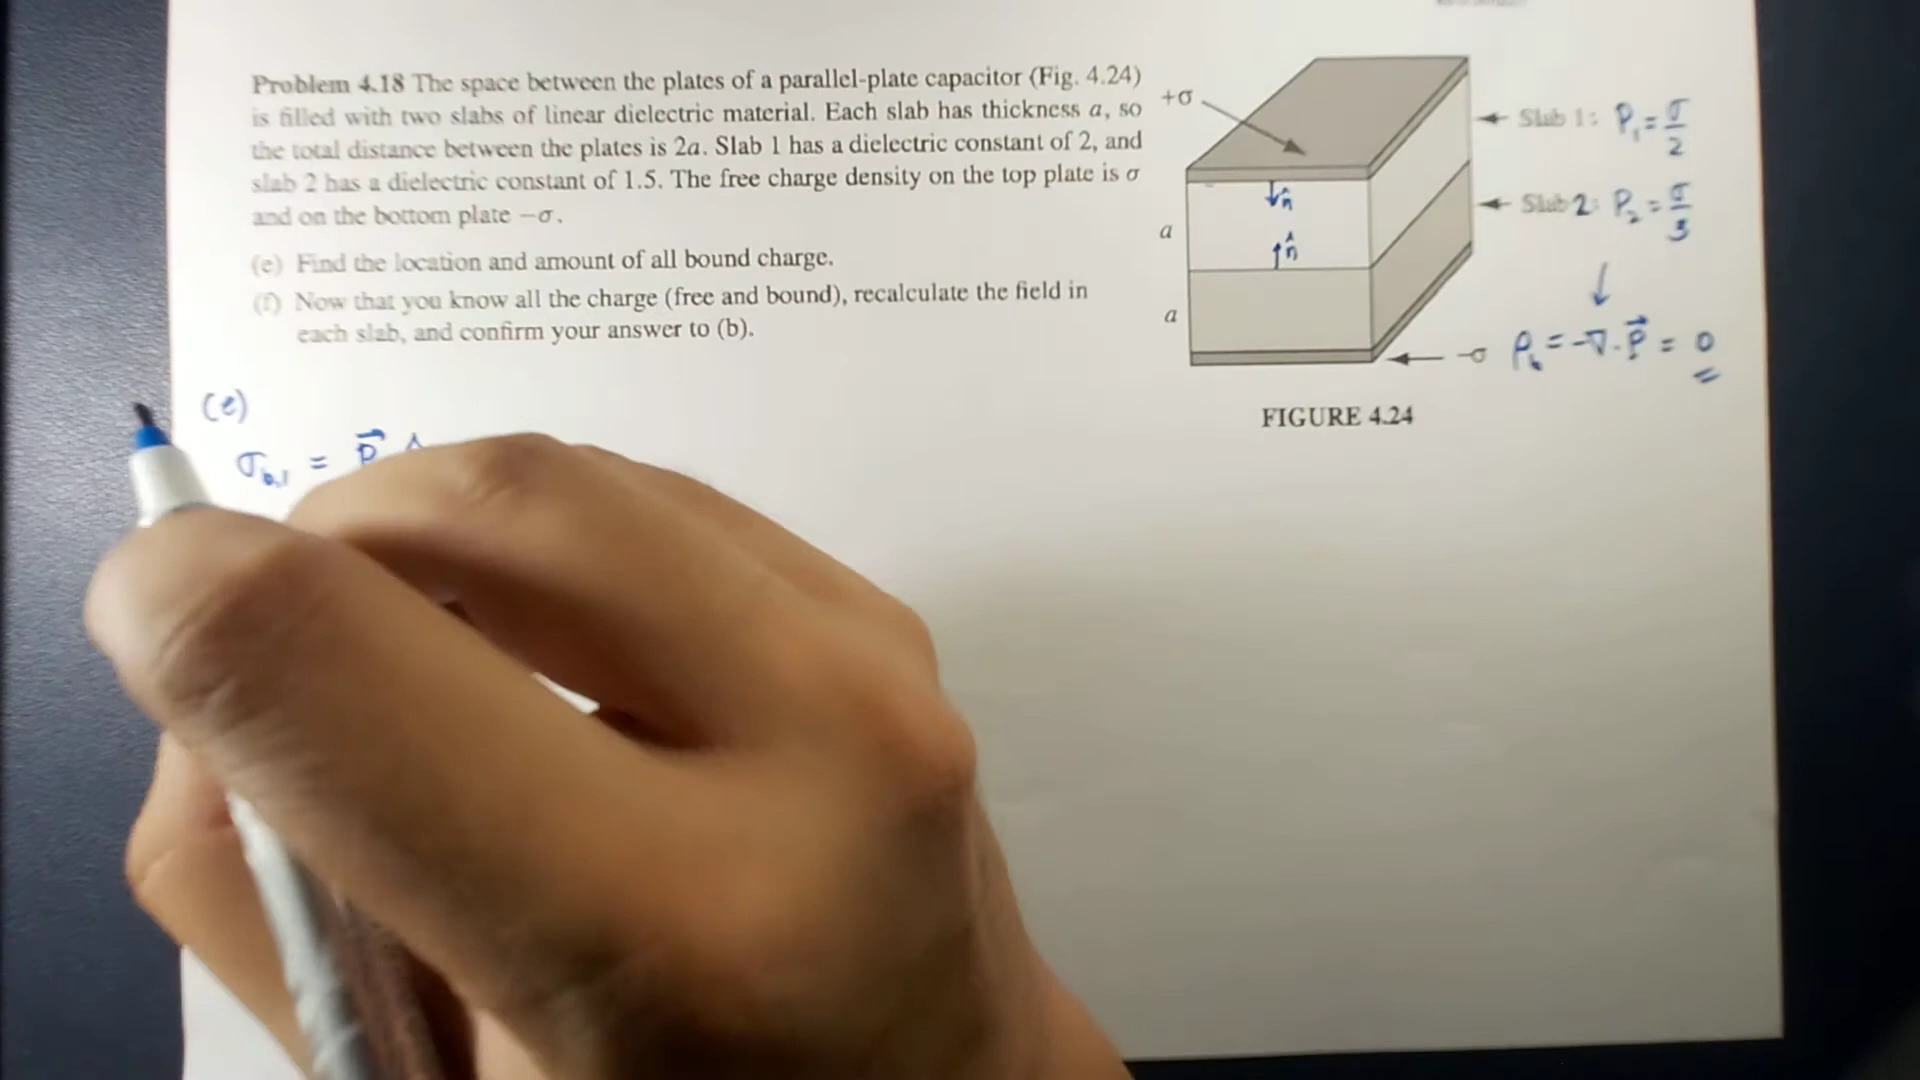 Problem 4.18 The space between the plates of a parallel-plate capacitor (Fig. 4.24)
is filled with two slabs of linear dielectric material. Each slab has thickness a, so
the total distance between the plates is 2a. Slab 1 has a dielectric constant of 2, and
slab 2 has a dielectric constant of 1.5. The free charge density on the top plate is σ
and on the bottom plate −σ.
(e) Find the location and amount of all bound charge.
(f) Now that you know all the charge (free and bound), recalculate the field in
each slab, and confirm your answer to (b).
+σ
Slab 1: P₁ = σ/2
n̂
a
Slab 2: P₂ = σ/3
n̂
a
↓
−σ
ρ_b = −∇·P⃗ = 0
FIGURE 4.24
(e)
σ_b,1 = P⃗